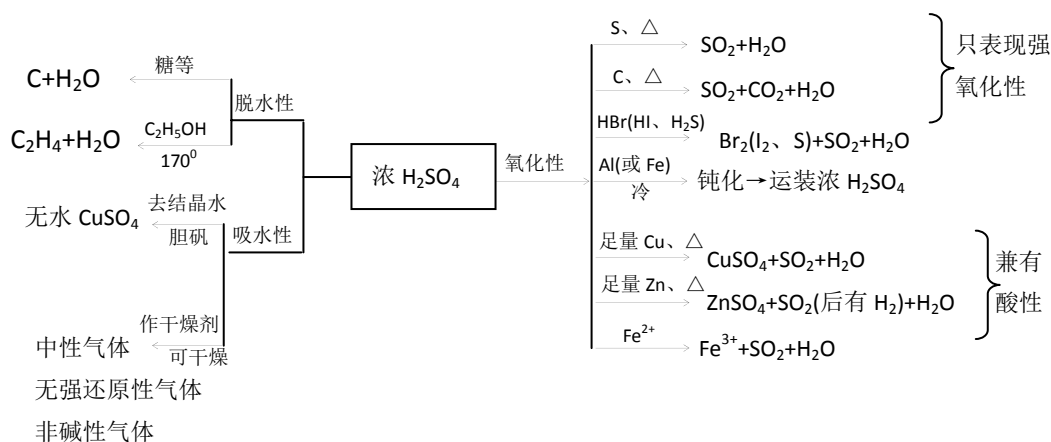 糖等
C+H₂O
脱水性
C₂H₅OH
C₂H₄+H₂O
170⁰
去结晶水
无水 CuSO₄
胆矾
吸水性
作干燥剂
中性气体
可干燥
无强还原性气体
非碱性气体
浓 H₂SO₄
氧化性
S、△
SO₂+H₂O
C、△
SO₂+CO₂+H₂O
只表现强
氧化性
HBr(HI、H₂S)
Br₂(I₂、S)+SO₂+H₂O
Al(或 Fe)
冷
钝化→运装浓 H₂SO₄
足量 Cu、△
CuSO₄+SO₂+H₂O
足量 Zn、△
ZnSO₄+SO₂(后有 H₂)+H₂O
兼有
酸性
Fe²⁺
Fe³⁺+SO₂+H₂O